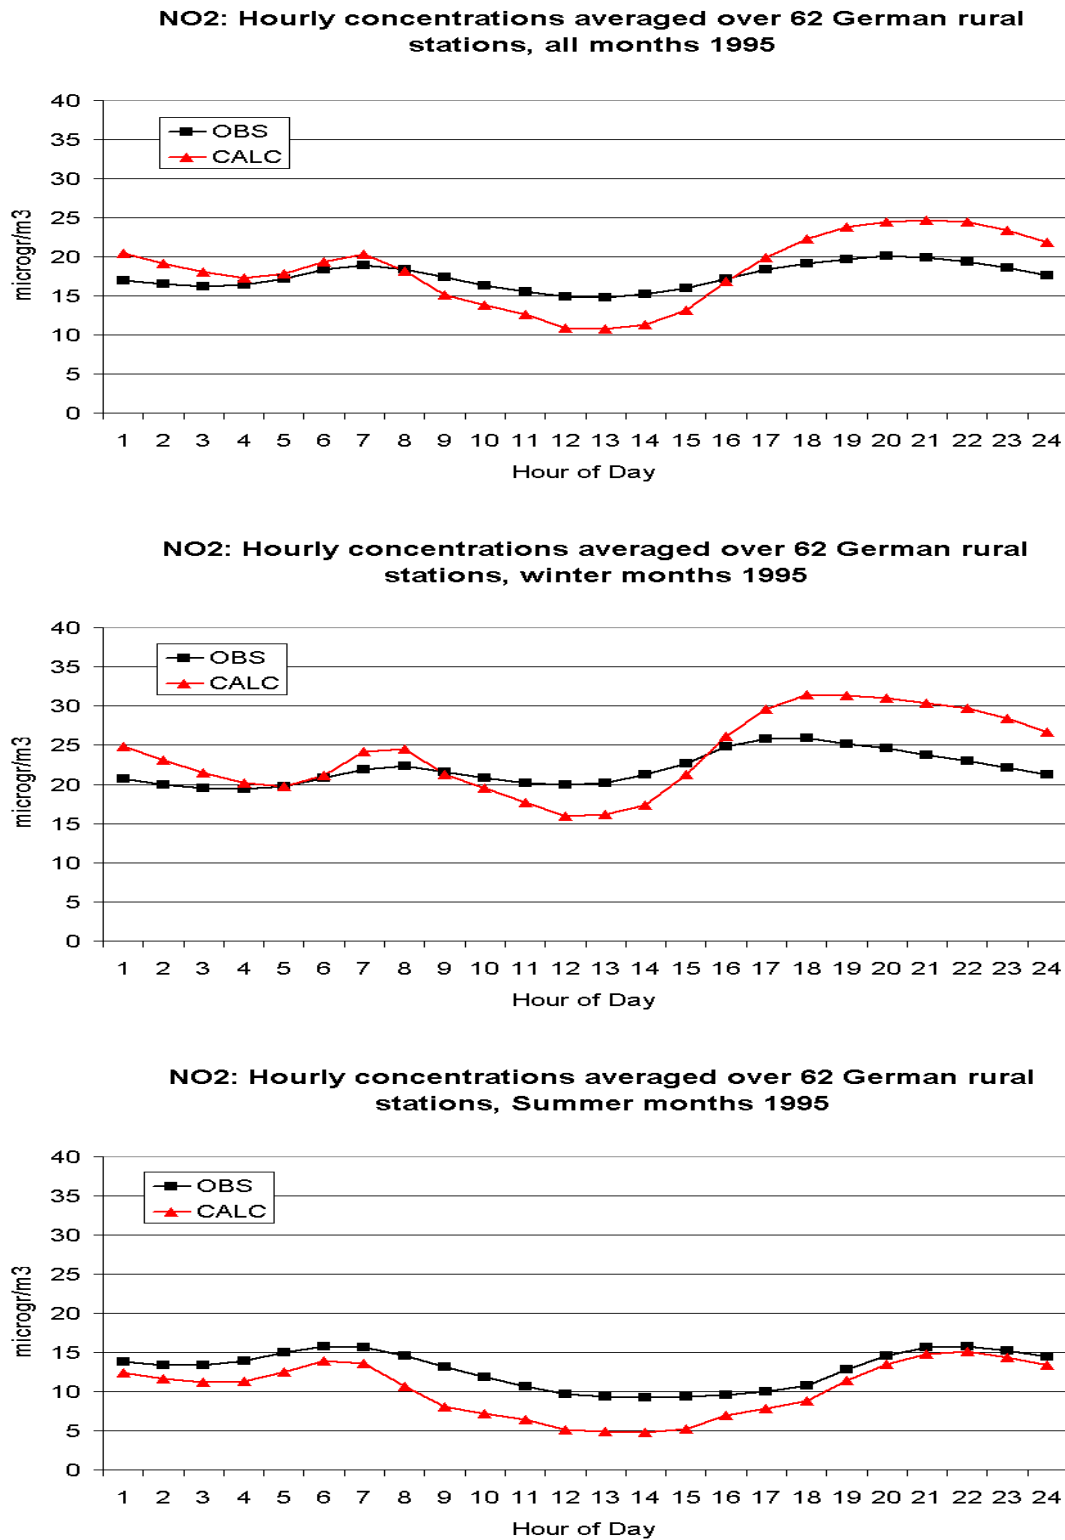 NO2: Hourly concentrations averaged over 62 German rural
stations, all months 1995
40
35
30
25
20
15
10
5
0
microgr/m3
OBS
CALC
1 2 3 4 5 6 7 8 9 10 11 12 13 14 15 16 17 18 19 20 21 22 23 24
Hour of Day
NO2: Hourly concentrations averaged over 62 German rural
stations, winter months 1995
40
35
30
25
20
15
10
5
0
microgr/m3
OBS
CALC
1 2 3 4 5 6 7 8 9 10 11 12 13 14 15 16 17 18 19 20 21 22 23 24
Hour of Day
NO2: Hourly concentrations averaged over 62 German rural
stations, Summer months 1995
40
35
30
25
20
15
10
5
0
microgr/m3
OBS
CALC
1 2 3 4 5 6 7 8 9 10 11 12 13 14 15 16 17 18 19 20 21 22 23 24
Hour of Day